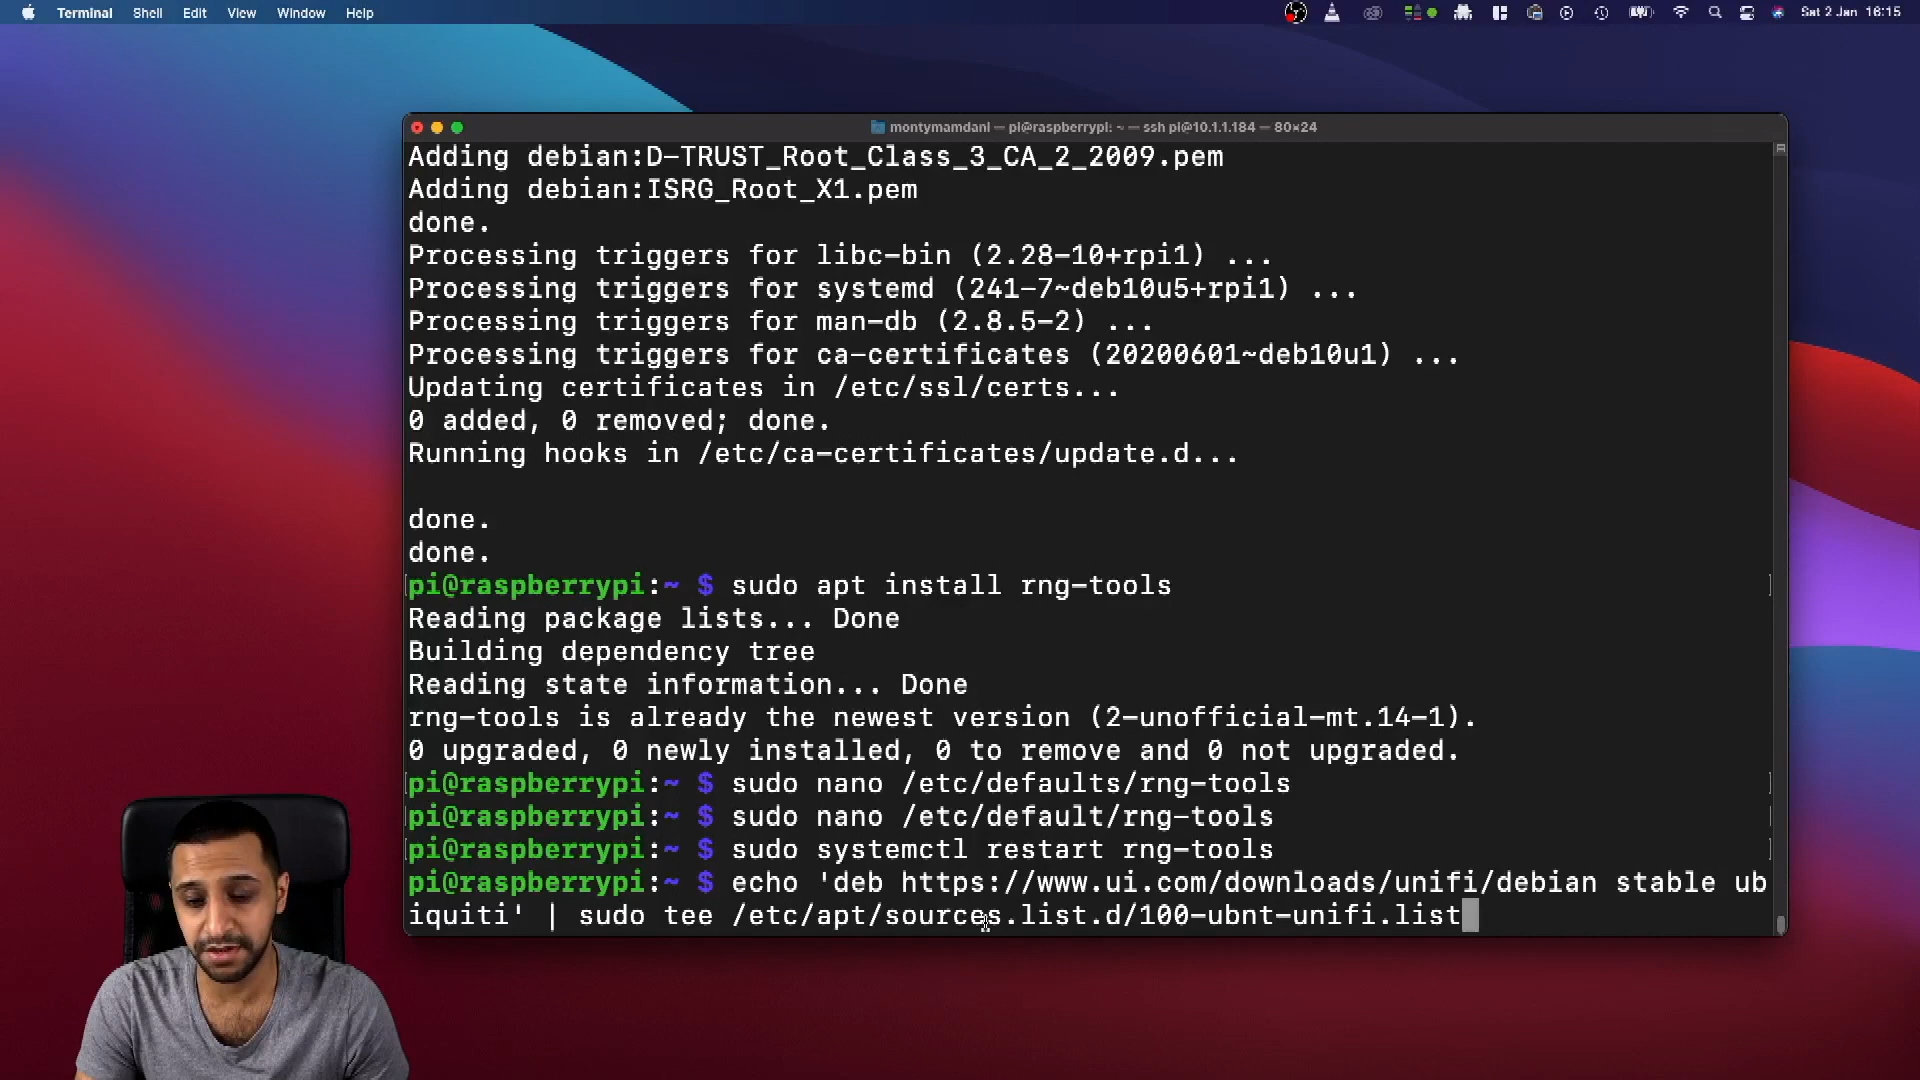 Terminal Shell Edit View Window Help Sat 2 Jan 16:15
montymamdani — pi@raspberrypi: ~ — ssh pi@10.1.1.184 — 80×24
Adding debian:D-TRUST_Root_Class_3_CA_2_2009.pem
Adding debian:ISRG_Root_X1.pem
done.
Processing triggers for libc-bin (2.28-10+rpi1) ...
Processing triggers for systemd (241-7~deb10u5+rpi1) ...
Processing triggers for man-db (2.8.5-2) ...
Processing triggers for ca-certificates (20200601~deb10u1) ...
Updating certificates in /etc/ssl/certs...
0 added, 0 removed; done.
Running hooks in /etc/ca-certificates/update.d...
done.
done.
pi@raspberrypi:~ $ sudo apt install rng-tools
Reading package lists... Done
Building dependency tree
Reading state information... Done
rng-tools is already the newest version (2-unofficial-mt.14-1).
0 upgraded, 0 newly installed, 0 to remove and 0 not upgraded.
pi@raspberrypi:~ $ sudo nano /etc/defaults/rng-tools
pi@raspberrypi:~ $ sudo nano /etc/default/rng-tools
pi@raspberrypi:~ $ sudo systemctl restart rng-tools
pi@raspberrypi:~ $ echo 'deb https://www.ui.com/downloads/unifi/debian stable ub
iquiti' | sudo tee /etc/apt/sources.list.d/100-ubnt-unifi.list